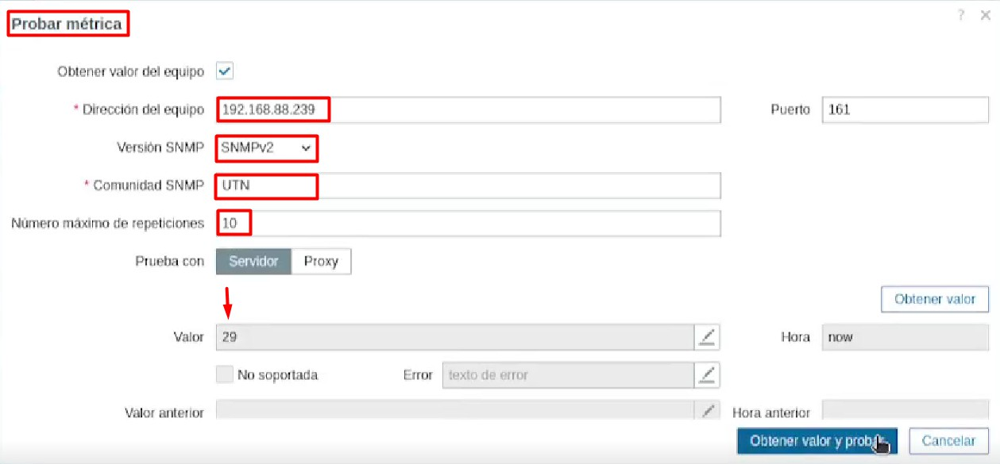 Probar métrica ?
Obtener valor del equipo
* Dirección del equipo 192.168.88.239 Puerto 161
Versión SNMP SNMPv2
* Comunidad SNMP UTN
Número máximo de repeticiones 10
Prueba con Servidor Proxy
Obtener valor
Valor 29 Hora now
No soportada Error texto de error
Valor anterior Hora anterior
Obtener valor y probar Cancelar